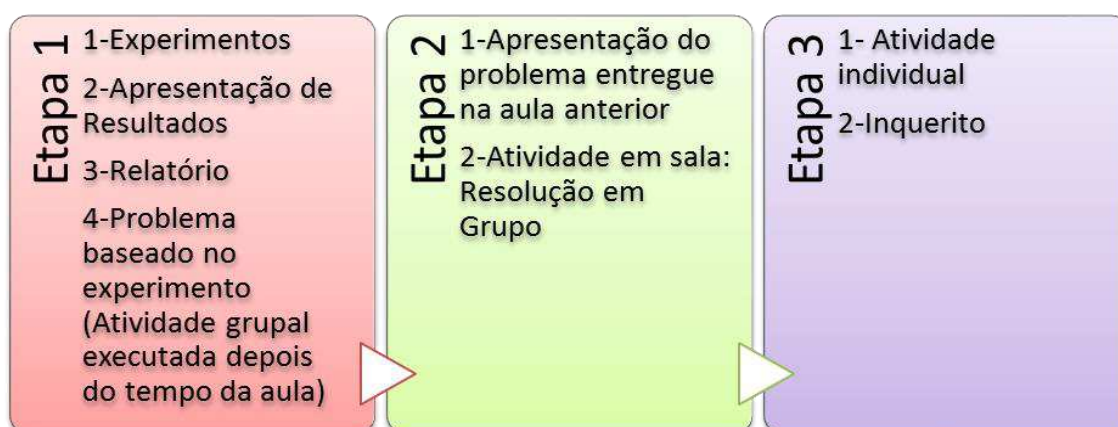 Etapa 1
1-Experimentos
2-Apresentação de
Resultados
3-Relatório
4-Problema
baseado no
experimento
(Atividade grupal
executada depois
do tempo da aula)
Etapa 2
1-Apresentação do
problema entregue
na aula anterior
2-Atividade em sala:
Resolução em
Grupo
Etapa 3
1- Atividade
individual
2-Inquerito